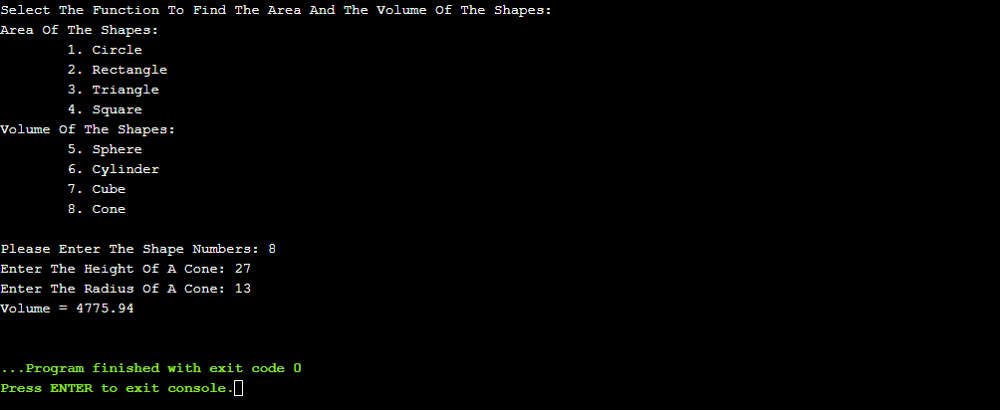 Select The Function To Find The Area And The Volume Of The Shapes:
Area Of The Shapes:
1. Circle
2. Rectangle
3. Triangle
4. Square
Volume Of The Shapes:
5. Sphere
6. Cylinder
7. Cube
8. Cone
Please Enter The Shape Numbers: 8
Enter The Height Of A Cone: 27
Enter The Radius Of A Cone: 13
Volume = 4775.94
...Program finished with exit code 0
Press ENTER to exit console.